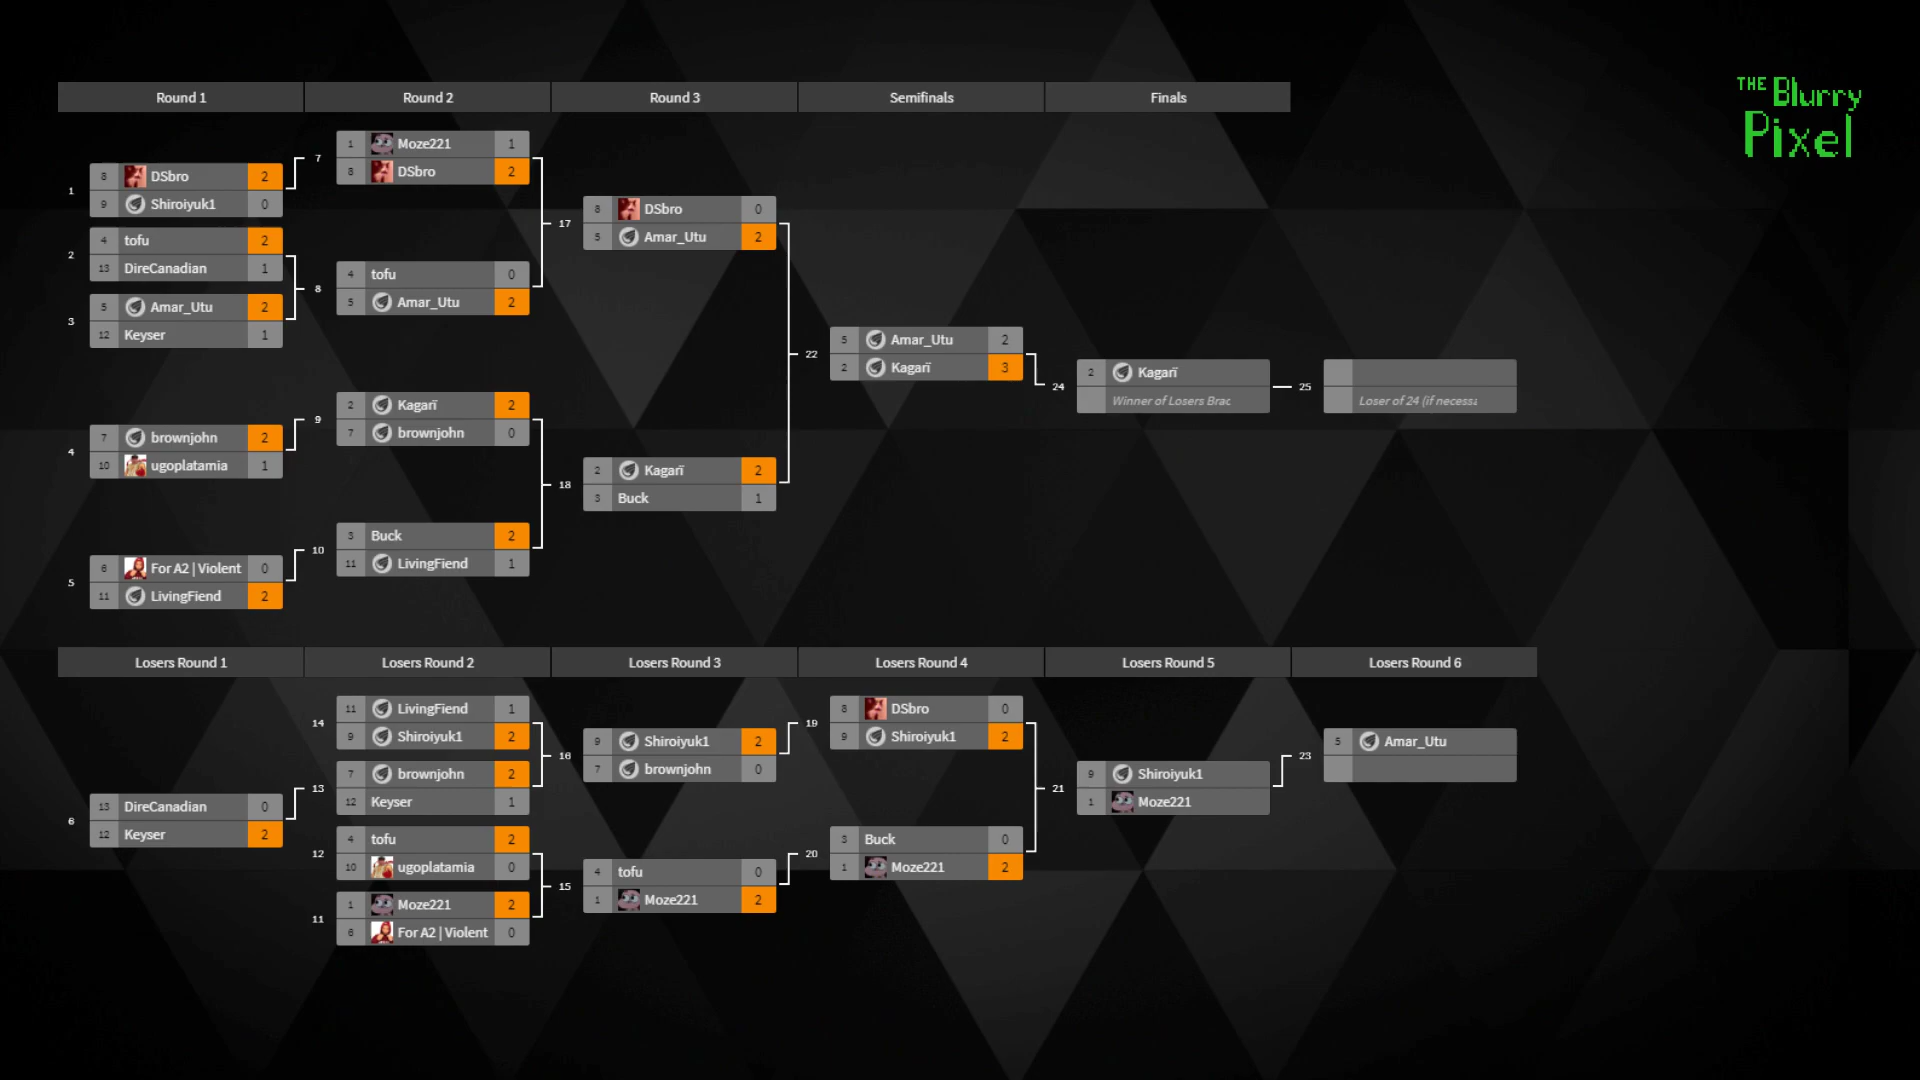 THE Blurry
Pixel
Round 1
Round 2
Round 3
Semifinals
Finals
1
8 DSbro 2
9 Shiroiyuk1 0
2
4 tofu 2
13 DireCanadian 1
3
5 Amar_Utu 2
12 Keyser 1
4
7 brownjohn 2
10 ugoplatamia 1
5
6 For A2 | Violent 0
11 LivingFiend 2
7
1 Moze221 1
8 DSbro 2
8
4 tofu 0
5 Amar_Utu 2
9
2 Kagarï 2
7 brownjohn 0
10
3 Buck 2
11 LivingFiend 1
17
8 DSbro 0
5 Amar_Utu 2
18
2 Kagarï 2
3 Buck 1
22
5 Amar_Utu 2
2 Kagarï 3
24
2 Kagarï
Winner of Losers Brac
25
Loser of 24 (if necessa
Losers Round 1
Losers Round 2
Losers Round 3
Losers Round 4
Losers Round 5
Losers Round 6
6
13 DireCanadian 0
12 Keyser 2
14
11 LivingFiend 1
9 Shiroiyuk1 2
13
7 brownjohn 2
12 Keyser 1
12
4 tofu 2
10 ugoplatamia 0
11
1 Moze221 2
6 For A2 | Violent 0
16
9 Shiroiyuk1 2
7 brownjohn 0
15
4 tofu 0
1 Moze221 2
19
8 DSbro 0
9 Shiroiyuk1 2
20
3 Buck 0
1 Moze221 2
21
9 Shiroiyuk1
1 Moze221
23
5 Amar_Utu